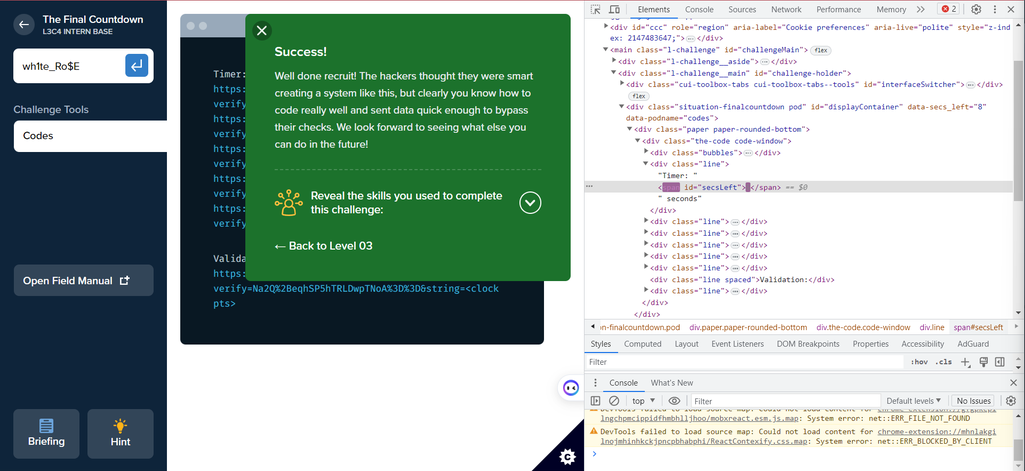 The Final Countdown
L3C4 INTERN BASE
wh1te_Ro$E
Challenge Tools
Codes
Open Field Manual
Briefing
Hint
Timer:
https:
verify
https:
verify
https:
verify
https:
verify
https:
verify
Valida
https:
verify=Na2Q%2BeqhSP5hTRLDwpTNoA%3D%3D&string=<clock
pts>
Success!
Well done recruit! The hackers thought they were smart
creating a system like this, but clearly you know how to
code really well and sent data quick enough to bypass
their checks. We look forward to seeing what else you
can do in the future!
Reveal the skills you used to complete
this challenge:
← Back to Level 03
Elements Console Sources Network Performance Memory 2
<div id="ccc" role="region" aria-label="Cookie preferences" aria-live="polite" style="z-ind
ex: 2147483647;">…</div>
<main class="l-challenge" id="challengeMain"> flex
<div class="l-challenge__aside">…</div>
<div class="l-challenge__main" id="challenge-holder">
<div class="cui-toolbox-tabs cui-toolbox-tabs--tools" id="interfaceSwitcher">…</div>
flex
<div class="situation-finalcountdown pod" id="displayContainer" data-secs_left="8"
data-podname="codes">
<div class="paper paper-rounded-bottom">
<div class="the-code code-window">
<div class="bubbles">…</div>
<div class="line">
"Timer: "
id="secsLeft"> </span> == $0
" seconds"
</div>
<div class="line">…</div>
<div class="line">…</div>
<div class="line">…</div>
<div class="line">…</div>
<div class="line">…</div>
<div class="line spaced">Validation:</div>
<div class="line">…</div>
</div>
</div>
on-finalcountdown.pod div.paper.paper-rounded-bottom div.the-code.code-window div.line span#secsLeft
Styles Computed Layout Event Listeners DOM Breakpoints Properties Accessibility AdGuard
Filter :hov .cls
Console What's New
top Filter Default levels No Issues
DevTools failed to load source map: Could not load content for
lngchpmciopidfhmbhlljhoo/mobxreact.esm.js.map: System error: net::ERR_FILE_NOT_FOUND
DevTools failed to load source map: Could not load content for chrome-extension://mhnlakgi
lnojmhinhkckjpncpbhabphi/ReactContexify.css.map: System error: net::ERR_BLOCKED_BY_CLIENT